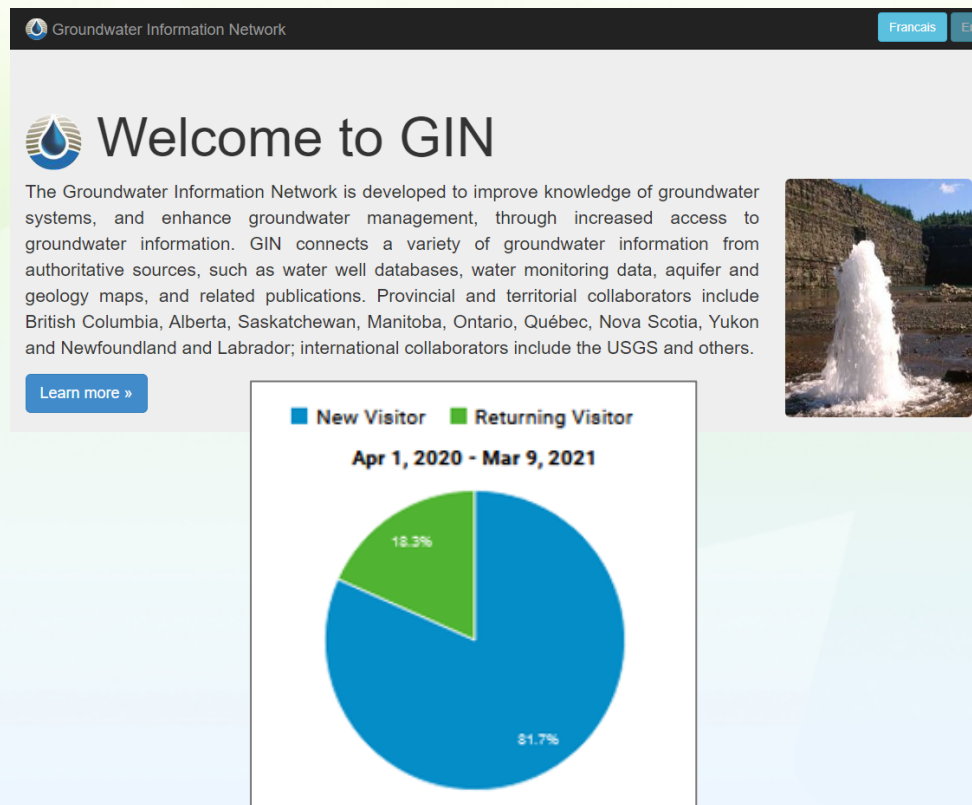 Groundwater Information Network
Francais
Welcome to GIN
The Groundwater Information Network is developed to improve knowledge of groundwater
systems, and enhance groundwater management, through increased access to
groundwater information. GIN connects a variety of groundwater information from
authoritative sources, such as water well databases, water monitoring data, aquifer and
geology maps, and related publications. Provincial and territorial collaborators include
British Columbia, Alberta, Saskatchewan, Manitoba, Ontario, Québec, Nova Scotia, Yukon
and Newfoundland and Labrador; international collaborators include the USGS and others.
Learn more »
New Visitor Returning Visitor
Apr 1, 2020 - Mar 9, 2021
18.3%
81.7%